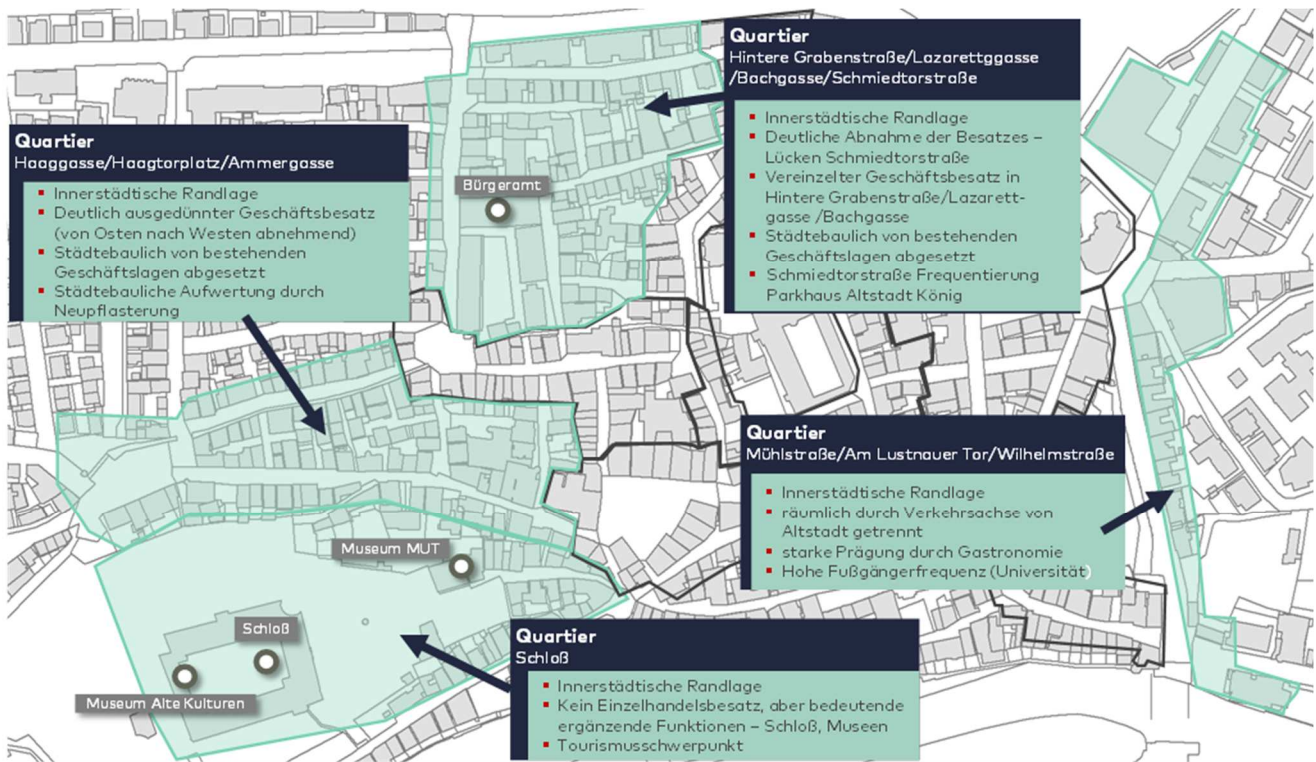 Quartier
Hintere Grabenstraße/Lazarettggasse
/Bachgasse/Schmiedtorstraße
Innerstädtische Randlage
Deutliche Abnahme der Besatzes –
Lücken Schmiedtorstraße
Vereinzelter Geschäftsbesatz in
Hintere Grabenstraße/Lazarett-
gasse /Bachgasse
Städtebaulich von bestehenden
Geschäftslagen abgesetzt
Schmiedtorstraße Frequentierung
Parkhaus Altstadt König
Quartier
Haaggasse/Haagtorplatz/Ammergasse
Innerstädtische Randlage
Deutlich ausgedünnter Geschäftsbesatz
(von Osten nach Westen abnehmend)
Städtebaulich von bestehenden
Geschäftslagen abgesetzt
Städtebauliche Aufwertung durch
Neupflasterung
Bürgeramt
Quartier
Mühlstraße/Am Lustnauer Tor/Wilhelmstraße
Innerstädtische Randlage
räumlich durch Verkehrsachse von
Altstadt getrennt
starke Prägung durch Gastronomie
Hohe Fußgängerfrequenz (Universität)
Museum MUT
Schloß
Museum Alte Kulturen
Quartier
Schloß
Innerstädtische Randlage
Kein Einzelhandelsbesatz, aber bedeutende
ergänzende Funktionen – Schloß, Museen
Tourismusschwerpunkt